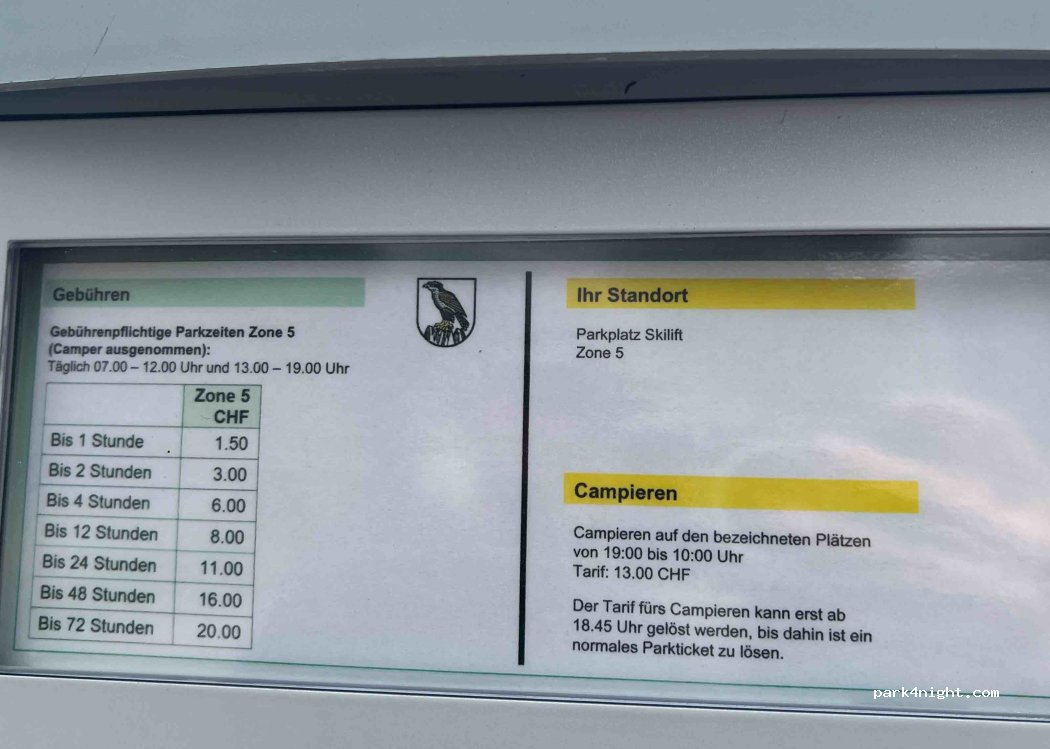 Gebühren
Gebührenpflichtige Parkzeiten Zone 5
(Camper ausgenommen):
Täglich 07.00 – 12.00 Uhr und 13.00 – 19.00 Uhr
Zone 5
CHF
Bis 1 Stunde 1.50
Bis 2 Stunden 3.00
Bis 4 Stunden 6.00
Bis 12 Stunden 8.00
Bis 24 Stunden 11.00
Bis 48 Stunden 16.00
Bis 72 Stunden 20.00
Ihr Standort
Parkplatz Skilift
Zone 5
Campieren
Campieren auf den bezeichneten Plätzen
von 19:00 bis 10:00 Uhr
Tarif: 13.00 CHF
Der Tarif fürs Campieren kann erst ab
18.45 Uhr gelöst werden, bis dahin ist ein
normales Parkticket zu lösen.
park4night.com